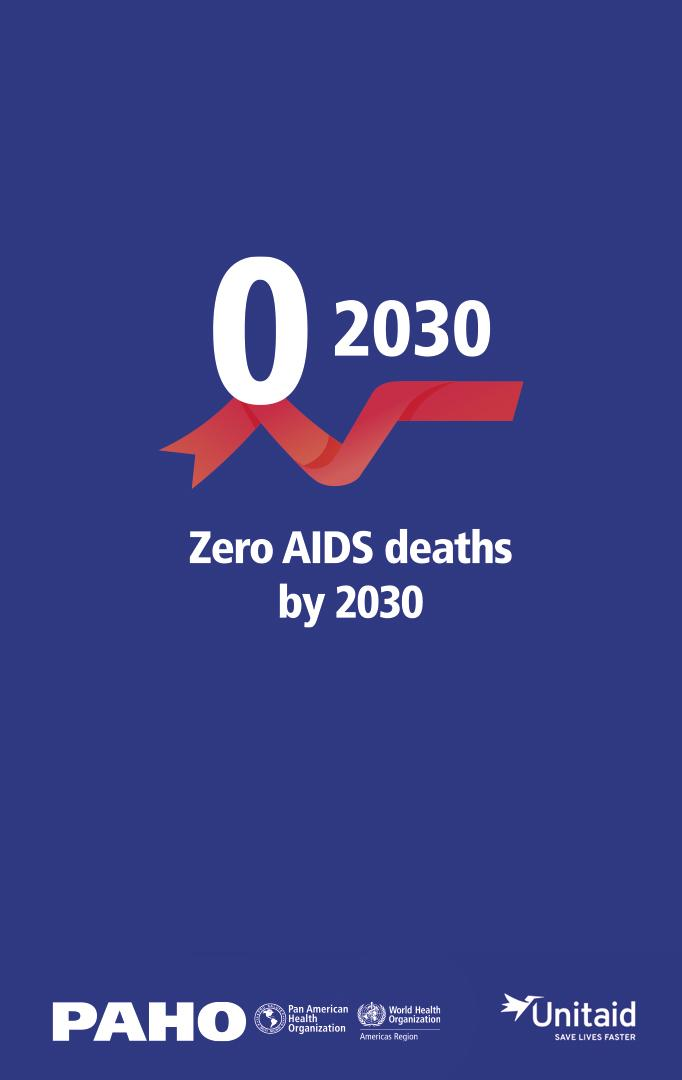 0 2030
Zero AIDS deaths
by 2030
PAHO
Pan American
Health
Organization
World Health
Organization
Americas Region
Unitaid
SAVE LIVES FASTER